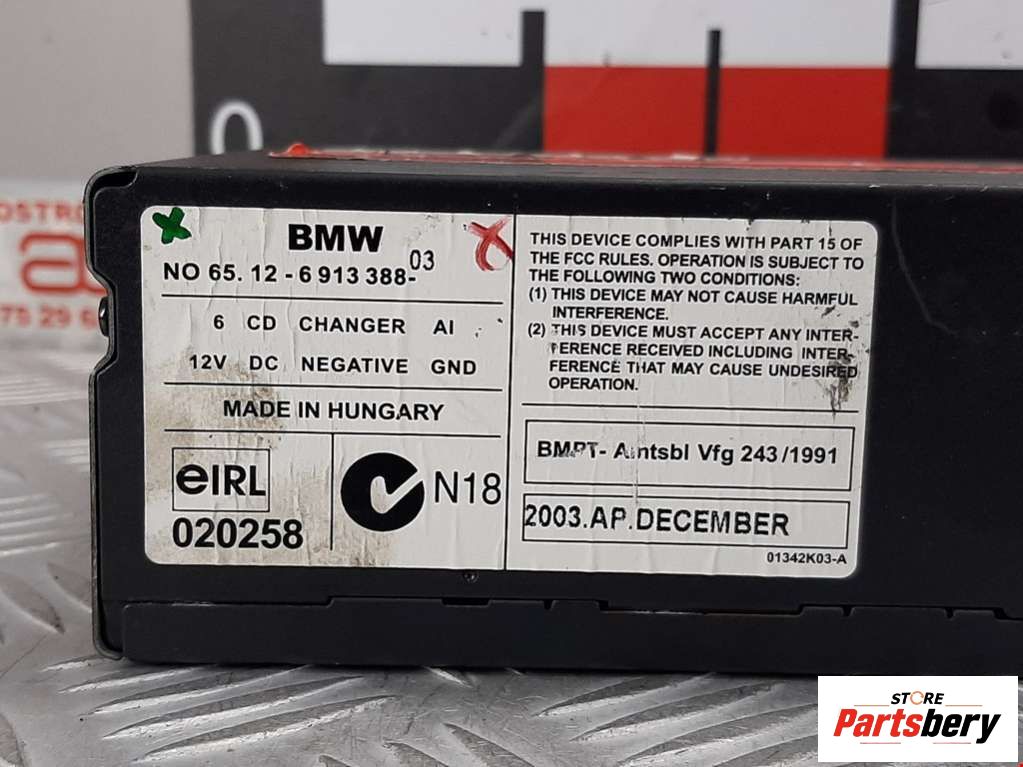 BMW
NO 65. 12 - 6 913 388- 03
6 CD CHANGER AI
12V DC NEGATIVE GND
MADE IN HUNGARY
eIRL
020258
N18
THIS DEVICE COMPLIES WITH PART 15 OF
THE FCC RULES. OPERATION IS SUBJECT TO
THE FOLLOWING TWO CONDITIONS:
(1) THIS DEVICE MAY NOT CAUSE HARMFUL
INTERFERENCE.
(2) THIS DEVICE MUST ACCEPT ANY INTER-
FERENCE RECEIVED INCLUDING INTER-
FERENCE THAT MAY CAUSE UNDESIRED
OPERATION.
BMPT- Amtsbl Vfg 243/1991
2003.AP.DECEMBER
01342K03-A
STORE
Partsbery